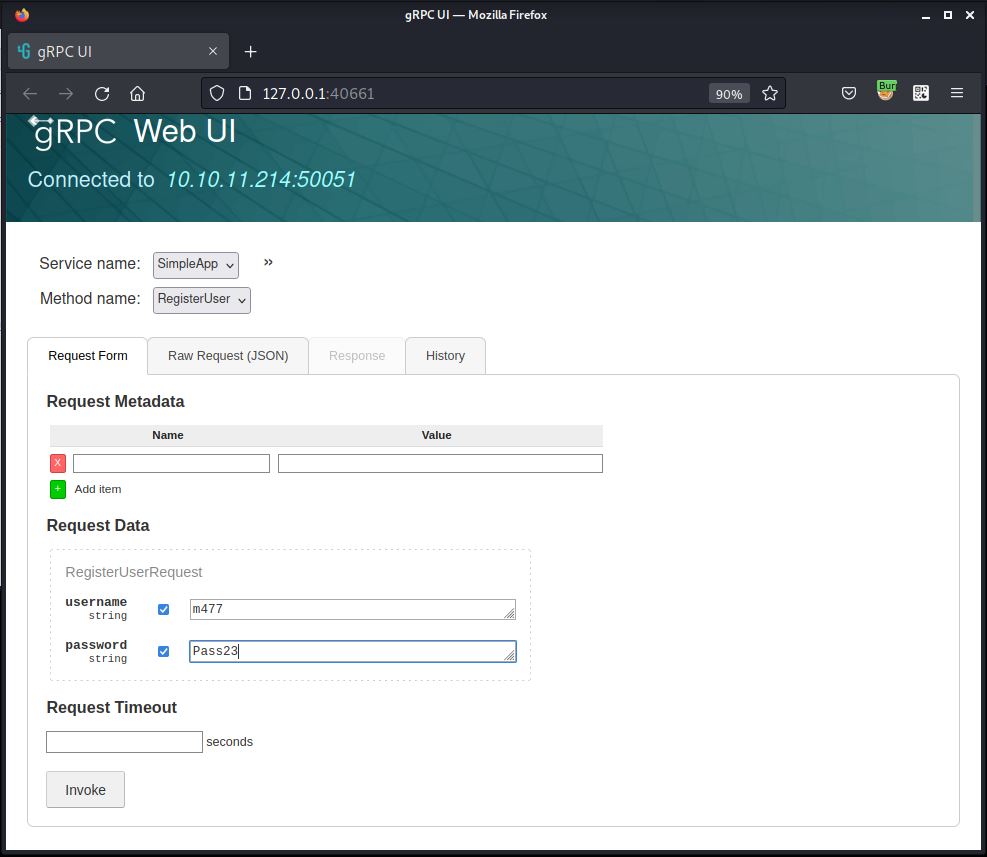 gRPC UI — Mozilla Firefox
gRPC UI
127.0.0.1:40661
90%
Bur
gRPC Web UI
Connected to 10.10.11.214:50051
Service name: SimpleApp »
Method name: RegisterUser
Request Form Raw Request (JSON) Response History
Request Metadata
Name Value
X
+ Add item
Request Data
RegisterUserRequest
username
string
m477
password
string
Pass23
Request Timeout
seconds
Invoke